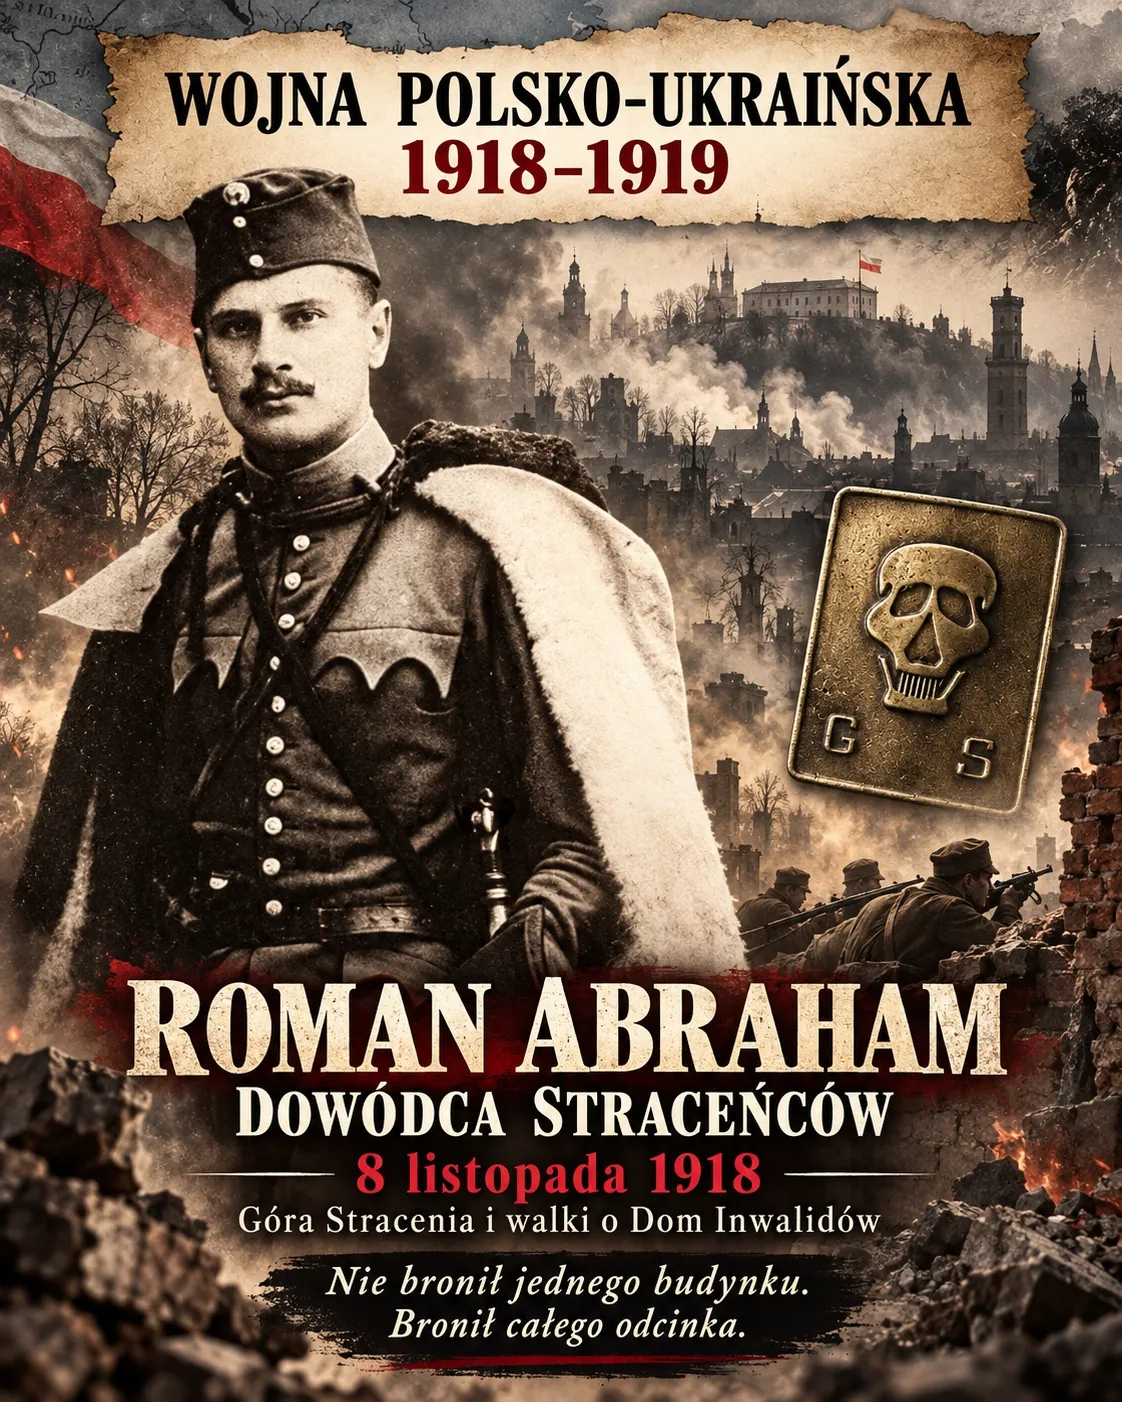 WOJNA POLSKO-UKRAIŃSKA
1918-1919
G S
ROMAN ABRAHAM
DOWÓDCA STRACEŃCÓW
8 listopada 1918
Góra Stracenia i walki o Dom Inwalidów
Nie bronił jednego budynku.
Bronił całego odcinka.